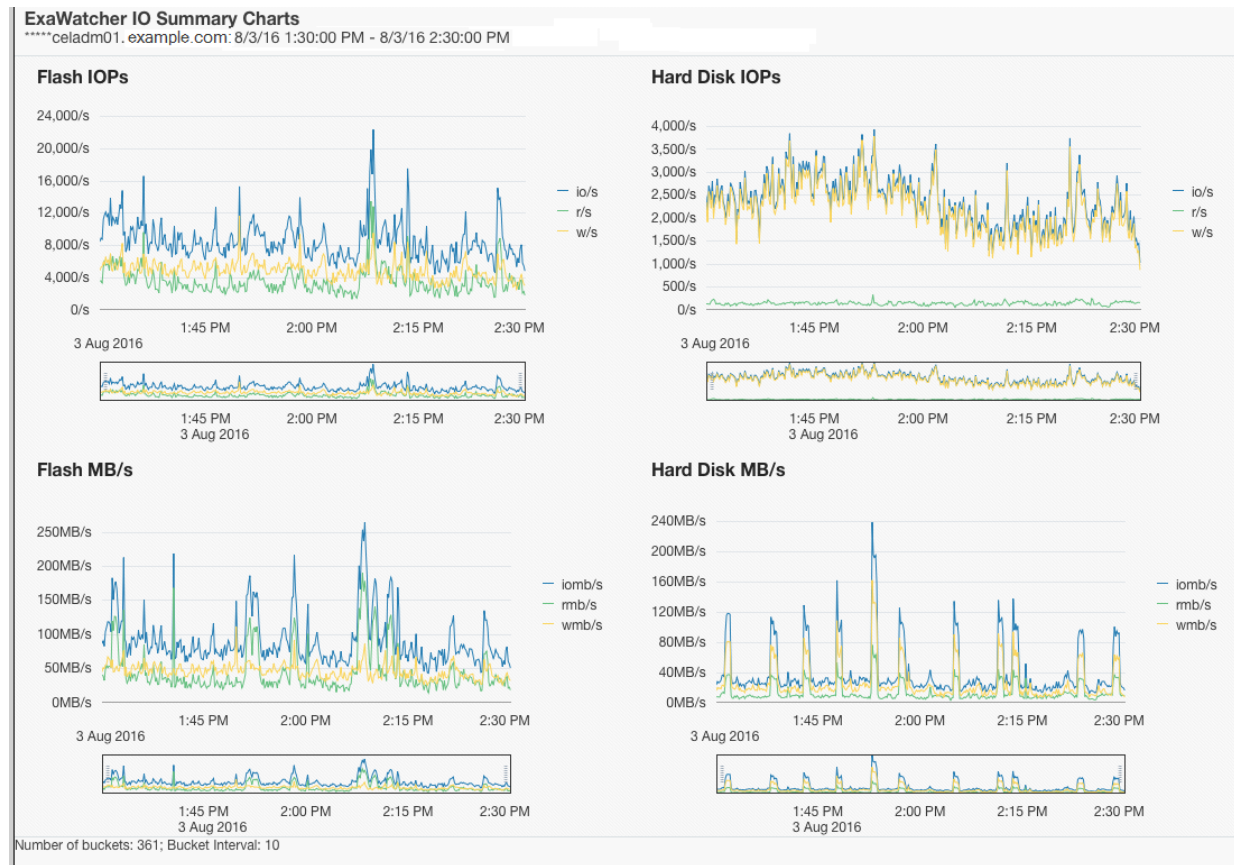 ExaWatcher IO Summary Charts
*****celadm01. example.com: 8/3/16 1:30:00 PM - 8/3/16 2:30:00 PM
Flash IOPs
24,000/s
20,000/s
16,000/s
12,000/s
8,000/s
4,000/s
0/s
io/s
r/s
w/s
1:45 PM 2:00 PM 2:15 PM 2:30 PM
3 Aug 2016
1:45 PM 2:00 PM 2:15 PM 2:30 PM
3 Aug 2016
Hard Disk IOPs
4,000/s
3,500/s
3,000/s
2,500/s
2,000/s
1,500/s
1,000/s
500/s
0/s
io/s
r/s
w/s
1:45 PM 2:00 PM 2:15 PM 2:30 PM
3 Aug 2016
1:45 PM 2:00 PM 2:15 PM 2:30 PM
3 Aug 2016
Flash MB/s
250MB/s
200MB/s
150MB/s
100MB/s
50MB/s
0MB/s
iomb/s
rmb/s
wmb/s
1:45 PM 2:00 PM 2:15 PM 2:30 PM
3 Aug 2016
1:45 PM 2:00 PM 2:15 PM 2:30 PM
3 Aug 2016
Hard Disk MB/s
240MB/s
200MB/s
160MB/s
120MB/s
80MB/s
40MB/s
0MB/s
iomb/s
rmb/s
wmb/s
1:45 PM 2:00 PM 2:15 PM 2:30 PM
3 Aug 2016
1:45 PM 2:00 PM 2:15 PM 2:30 PM
3 Aug 2016
Number of buckets: 361; Bucket Interval: 10